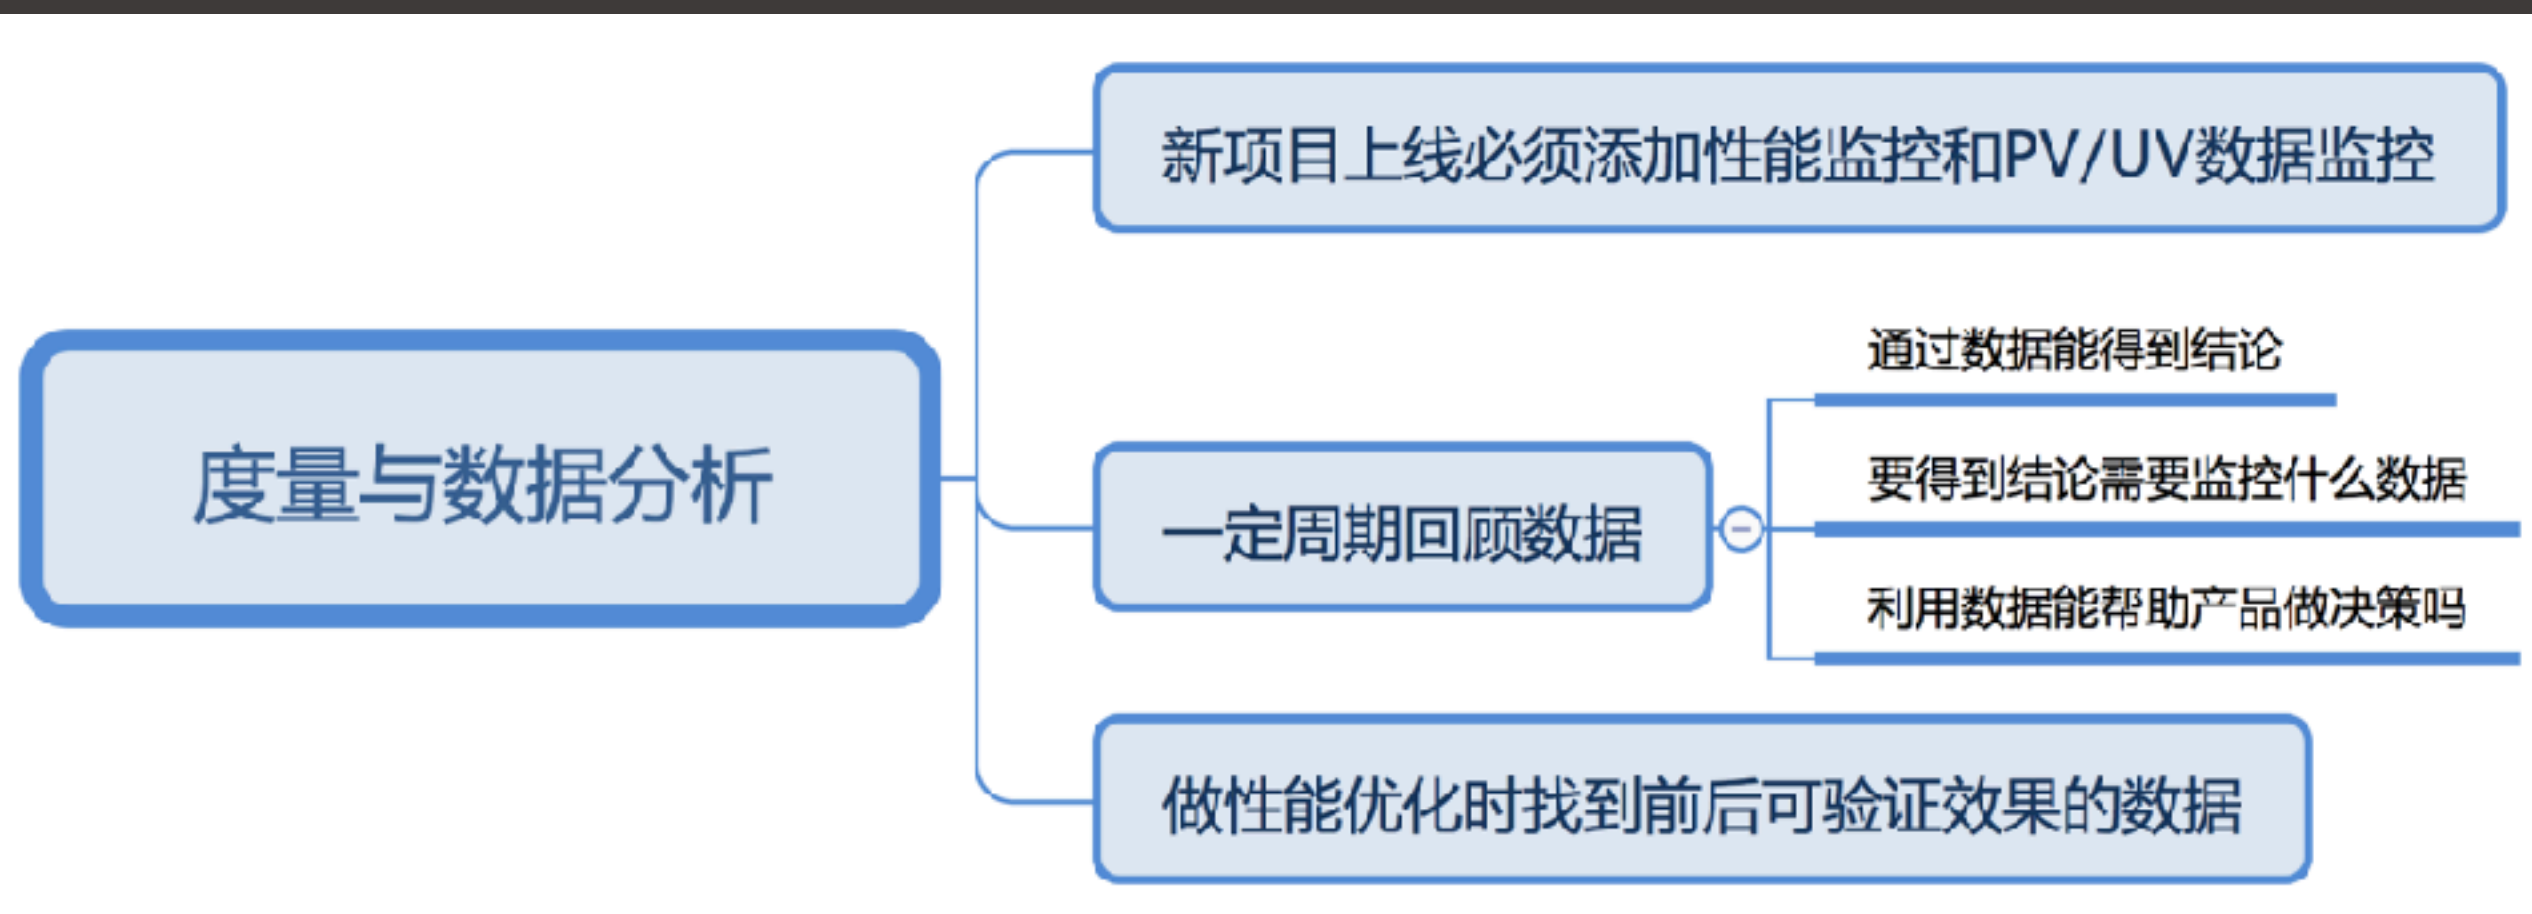 度量与数据分析
新项目上线必须添加性能监控和PV/UV数据监控
一定周期回顾数据
通过数据能得到结论
要得到结论需要监控什么数据
利用数据能帮助产品做决策吗
做性能优化时找到前后可验证效果的数据